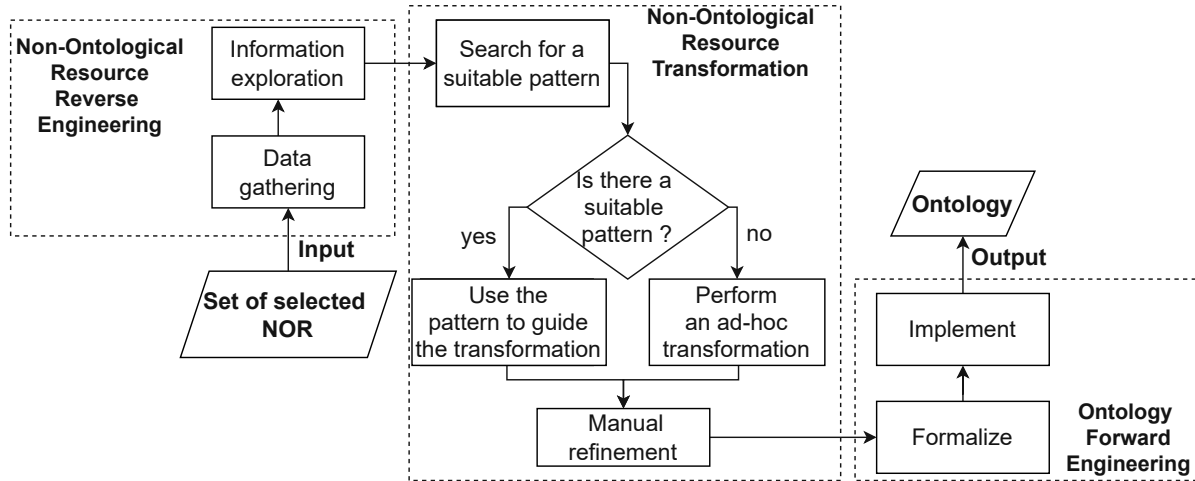 Non-Ontological
Resource
Reverse
Engineering
Information
exploration
Data
gathering
Input
Set of selected
NOR
Non-Ontological
Resource
Transformation
Search for a
suitable pattern
Is there a
suitable
pattern ?
yes
no
Use the
pattern to guide
the transformation
Perform
an ad-hoc
transformation
Manual
refinement
Ontology
Output
Implement
Formalize
Ontology
Forward
Engineering